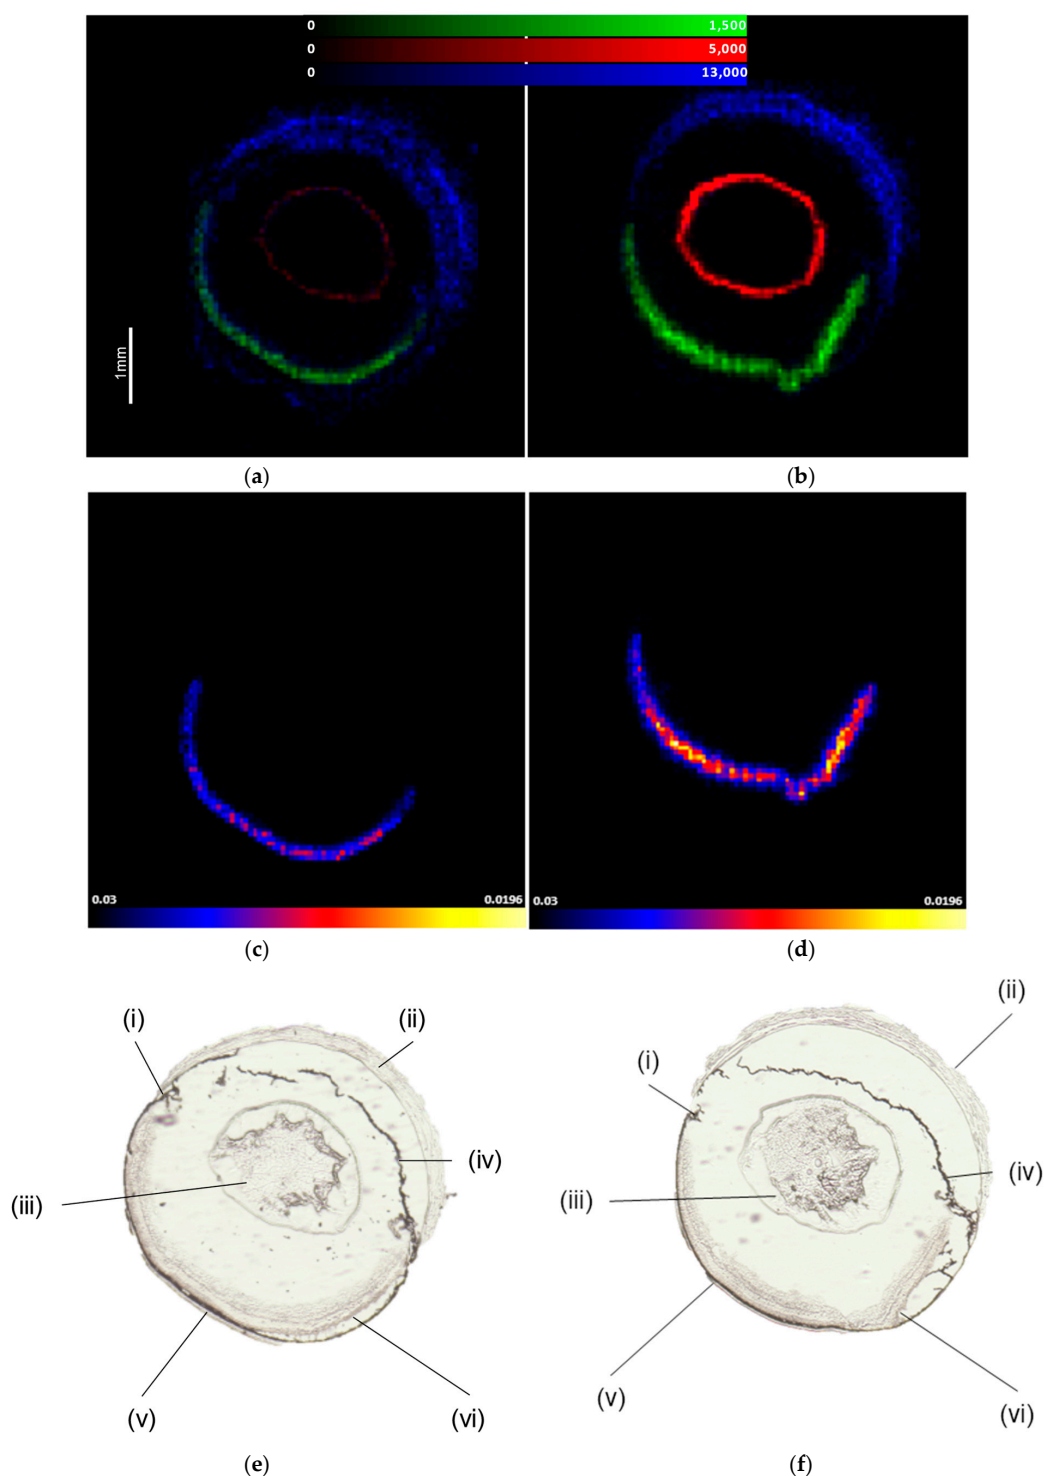 0 1,500
0 5,000
0 13,000
1mm
(a) (b)
0.03 0.0196 0.03 0.0196
(c) (d)
(i) (ii) (iii) (iv) (v) (vi)
(i) (ii) (iii) (iv) (v) (vi)
(e) (f)